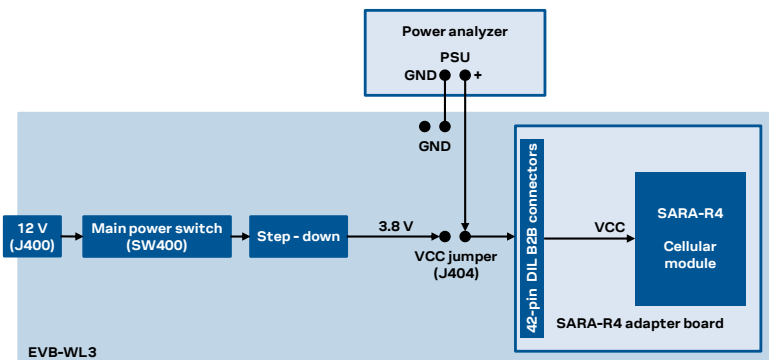 Power analyzer
PSU
GND
+
GND
12 V
(J400)
Main power switch
(SW400)
Step - down
3.8 V
VCC jumper
(J404)
42-pin DIL B2B connectors
VCC
SARA-R4
Cellular
module
SARA-R4 adapter board
EVB-WL3